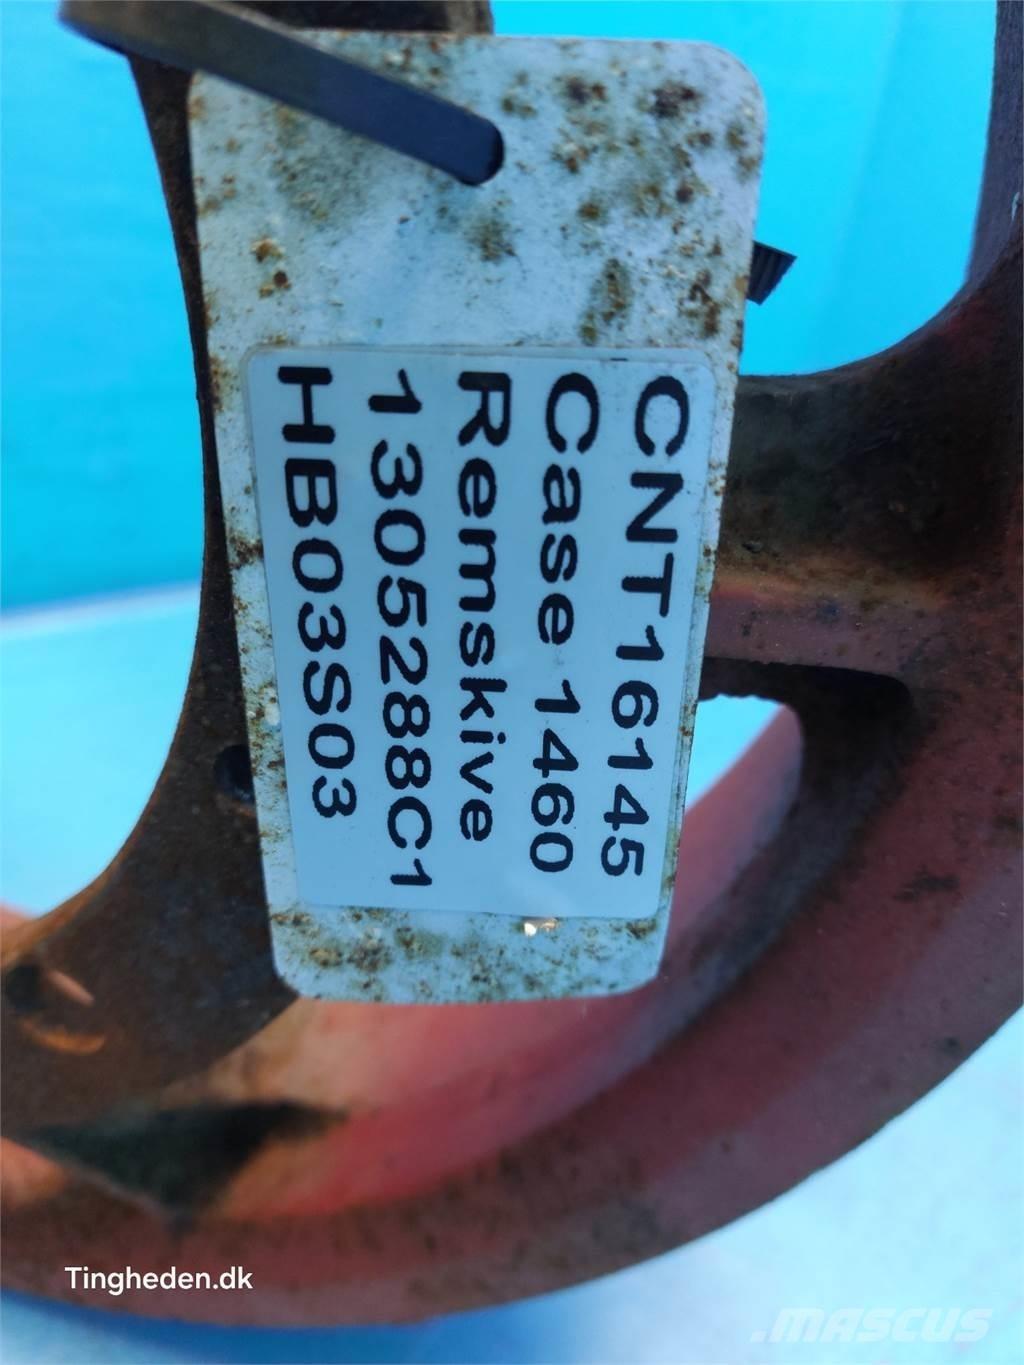 CNT16145
Case 1460
Remskive
1305288C1
HB03S03
Tingheden.dk
.MASCUS